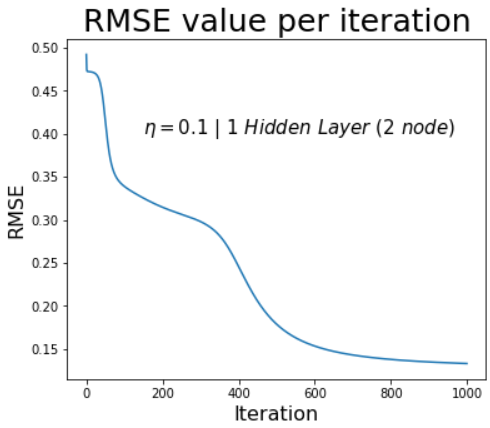 RMSE value per iteration
0.50
0.45
η = 0.1 | 1 Hidden Layer (2 node)
0.40
0.35
0.30
0.25
0.20
0.15
RMSE
0 200 400 600 800 1000
Iteration